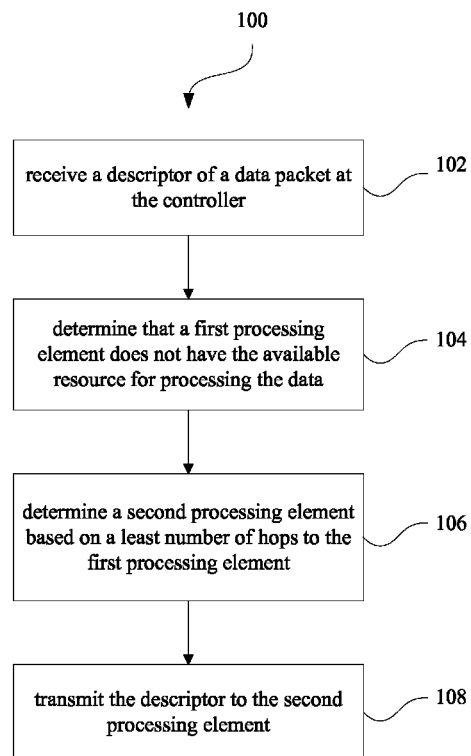 100
receive a descriptor of a data packet at
the controller
102
determine that a first processing
element does not have the available
resource for processing the data
104
determine a second processing element
based on a least number of hops to the
first processing element
106
transmit the descriptor to the second
processing element
108